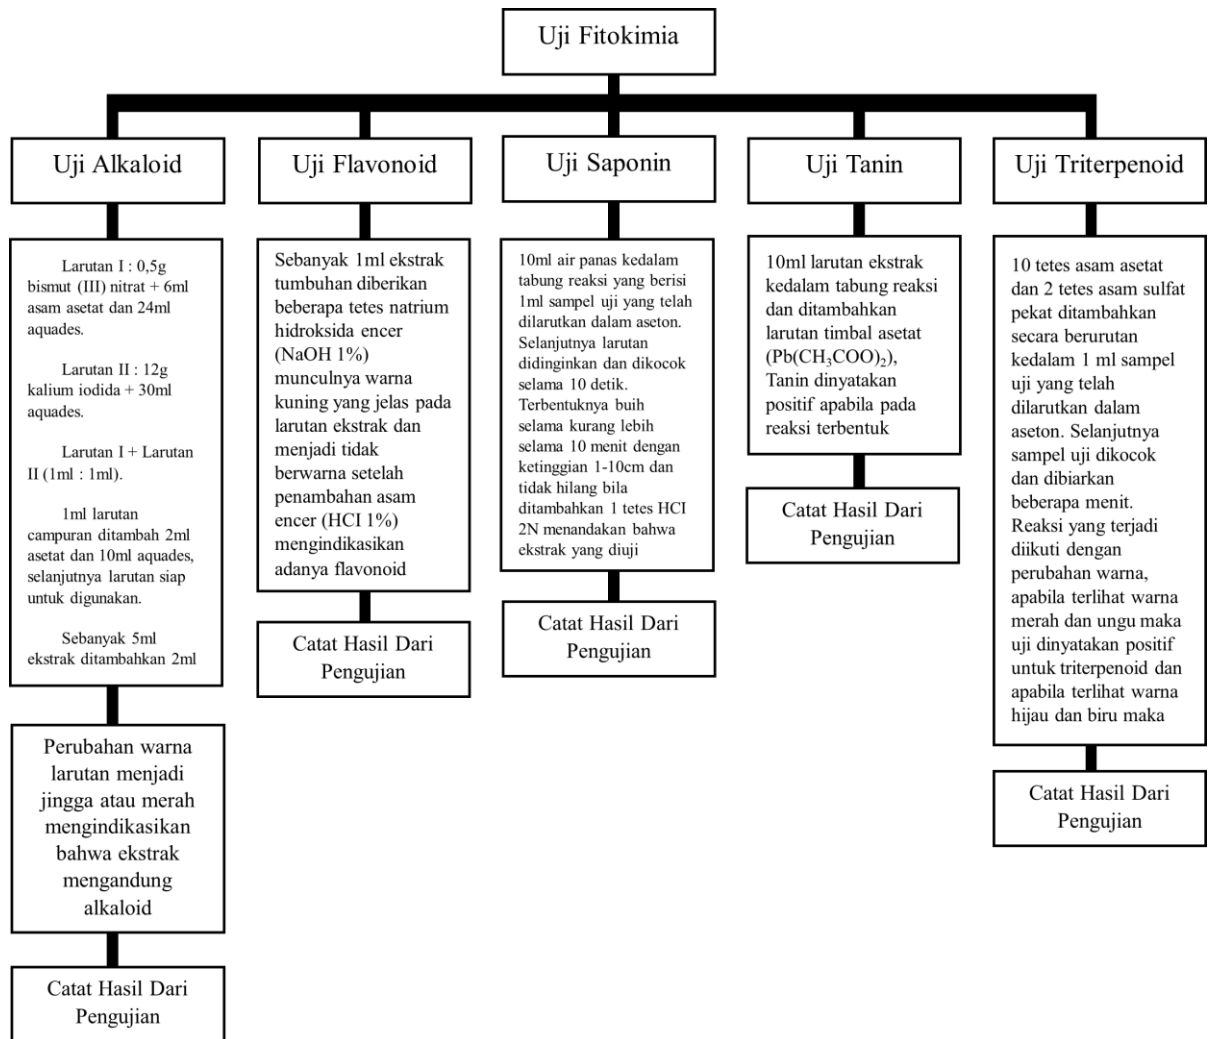 Uji Fitokimia
Uji Alkaloid
Larutan I : 0,5g
bismut (III) nitrat + 6ml
asam asetat dan 24ml
aquades.
Larutan II : 12g
kalium iodida + 30ml
aquades.
Larutan I + Larutan
II (1ml : 1ml).
1ml larutan
campuran ditambah 2ml
asetat dan 10ml aquades,
selanjutnya larutan siap
untuk digunakan.
Sebanyak 5ml
ekstrak ditambahkan 2ml
Perubahan warna
larutan menjadi
jingga atau merah
mengindikasikan
bahwa ekstrak
mengandung
alkaloid
Catat Hasil Dari
Pengujian
Uji Flavonoid
Sebanyak 1ml ekstrak
tumbuhan diberikan
beberapa tetes natrium
hidroksida encer
(NaOH 1%)
munculnya warna
kuning yang jelas pada
larutan ekstrak dan
menjadi tidak
berwarna setelah
penambahan asam
encer (HCI 1%)
mengindikasikan
adanya flavonoid
Catat Hasil Dari
Pengujian
Uji Saponin
10ml air panas kedalam
tabung reaksi yang berisi
1ml sampel uji yang telah
dilarutkan dalam aseton.
Selanjutnya larutan
didinginkan dan dikocok
selama 10 detik.
Terbentuknya buih
selama kurang lebih
selama 10 menit dengan
ketinggian 1-10cm dan
tidak hilang bila
ditambahkan 1 tetes HCI
2N menandakan bahwa
ekstrak yang diuji
Catat Hasil Dari
Pengujian
Uji Tanin
10ml larutan ekstrak
kedalam tabung reaksi
dan ditambahkan
larutan timbal asetat
(Pb(CH₃COO)₂),
Tanin dinyatakan
positif apabila pada
reaksi terbentuk
Catat Hasil Dari
Pengujian
Uji Triterpenoid
10 tetes asam asetat
dan 2 tetes asam sulfat
pekat ditambahkan
secara berurutan
kedalam 1 ml sampel
uji yang telah
dilarutkan dalam
aseton. Selanjutnya
sampel uji dikocok
dan dibiarkan
beberapa menit.
Reaksi yang terjadi
diikuti dengan
perubahan warna,
apabila terlihat warna
merah dan ungu maka
uji dinyatakan positif
untuk triterpenoid dan
apabila terlihat warna
hijau dan biru maka
Catat Hasil Dari
Pengujian